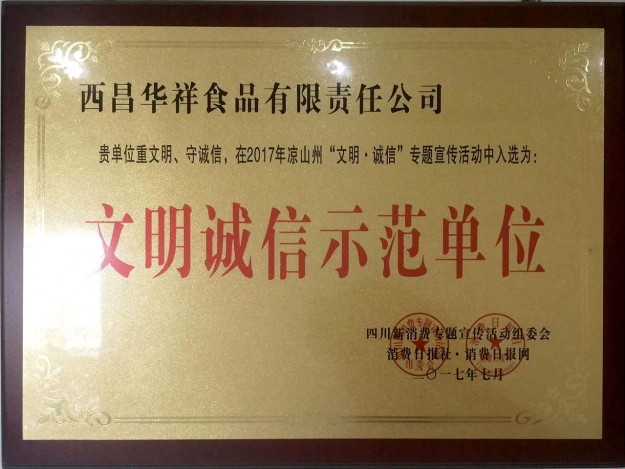 西昌华祥食品有限责任公司
贵单位重文明、守诚信，在2017年凉山州“文明·诚信”专题宣传活动中入选为：
文明诚信示范单位
四川新消费专题宣传活动组委会
消费日报社·消费日报网
二〇一七年七月